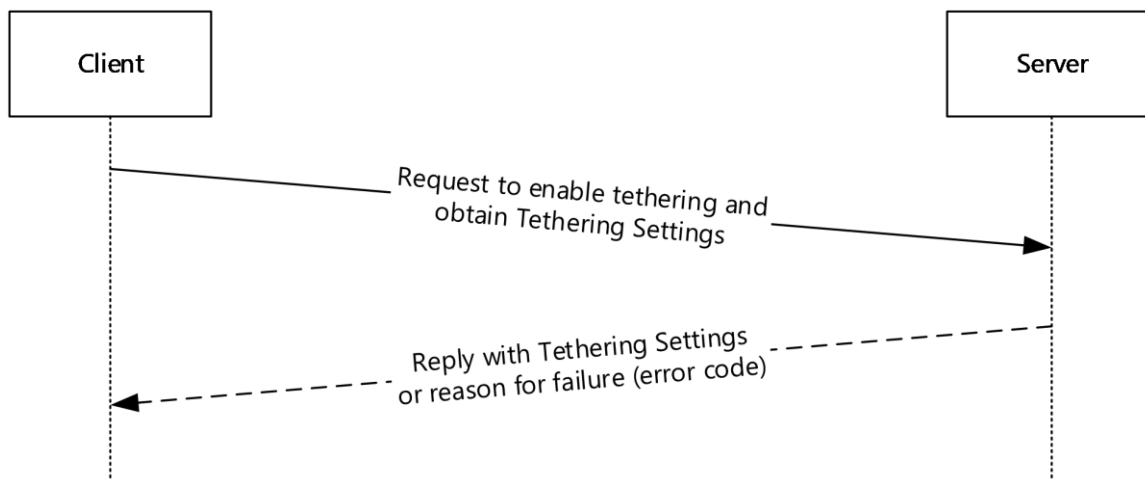 Client
Server
Request to enable tethering and
obtain Tethering Settings
Reply with Tethering Settings
or reason for failure (error code)